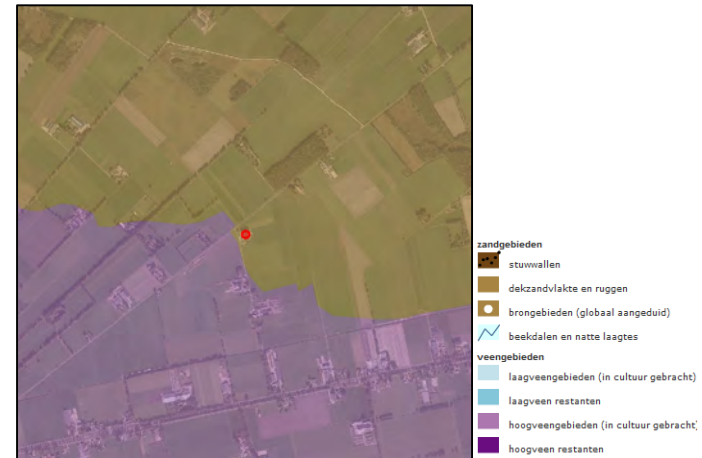 zandgebieden
stuwwallen
dekzandvlakte en ruggen
brongebieden (globaal aangeduid)
beekdalen en natte laagtes
veengebieden
laagveengebieden (in cultuur gebracht)
laagveen restanten
hoogveengebieden (in cultuur gebracht)
hoogveen restanten